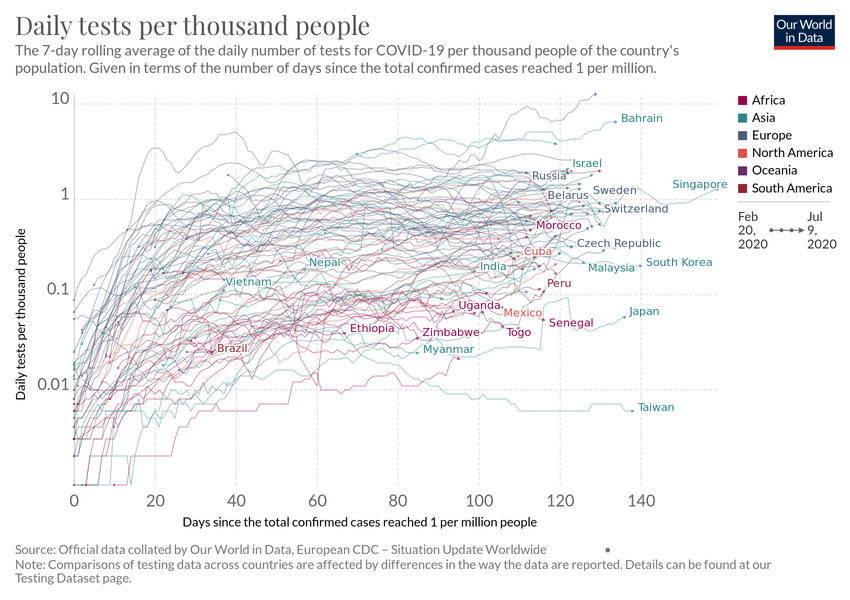 Daily tests per thousand people
Our World
in Data
The 7-day rolling average of the daily number of tests for COVID-19 per thousand people of the country's
population. Given in terms of the number of days since the total confirmed cases reached 1 per million.
10
1
0.1
0.01
Daily tests per thousand people
Bahrain
Israel
Russia
Singapore
Sweden
Belarus
Switzerland
Morocco
Czech Republic
Cuba
Nepal
India
South Korea
Malaysia
Vietnam
Peru
Uganda
Mexico
Japan
Senegal
Ethiopia
Zimbabwe
Togo
Brazil
Myanmar
Taiwan
Africa
Asia
Europe
North America
Oceania
South America
Feb
20,
2020
Jul
9,
2020
0 20 40 60 80 100 120 140
Days since the total confirmed cases reached 1 per million people
Source: Official data collated by Our World in Data, European CDC – Situation Update Worldwide
Note: Comparisons of testing data across countries are affected by differences in the way the data are reported. Details can be found at our
Testing Dataset page.